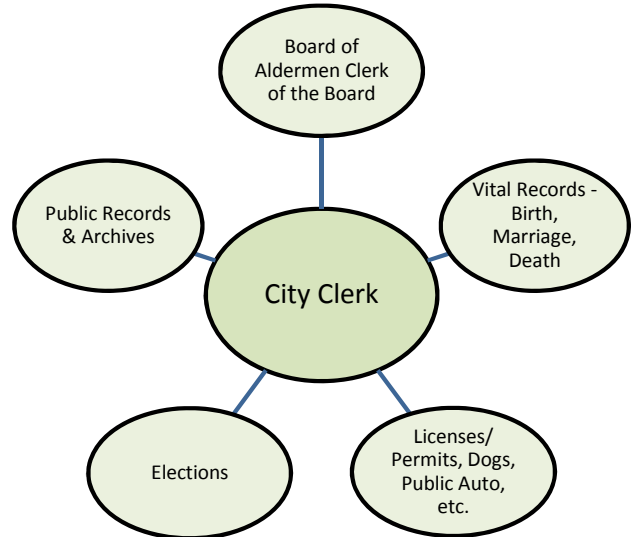 Board of
Aldermen Clerk
of the Board
Public Records
& Archives
Vital Records -
Birth,
Marriage,
Death
City Clerk
Elections
Licenses/
Permits, Dogs,
Public Auto,
etc.